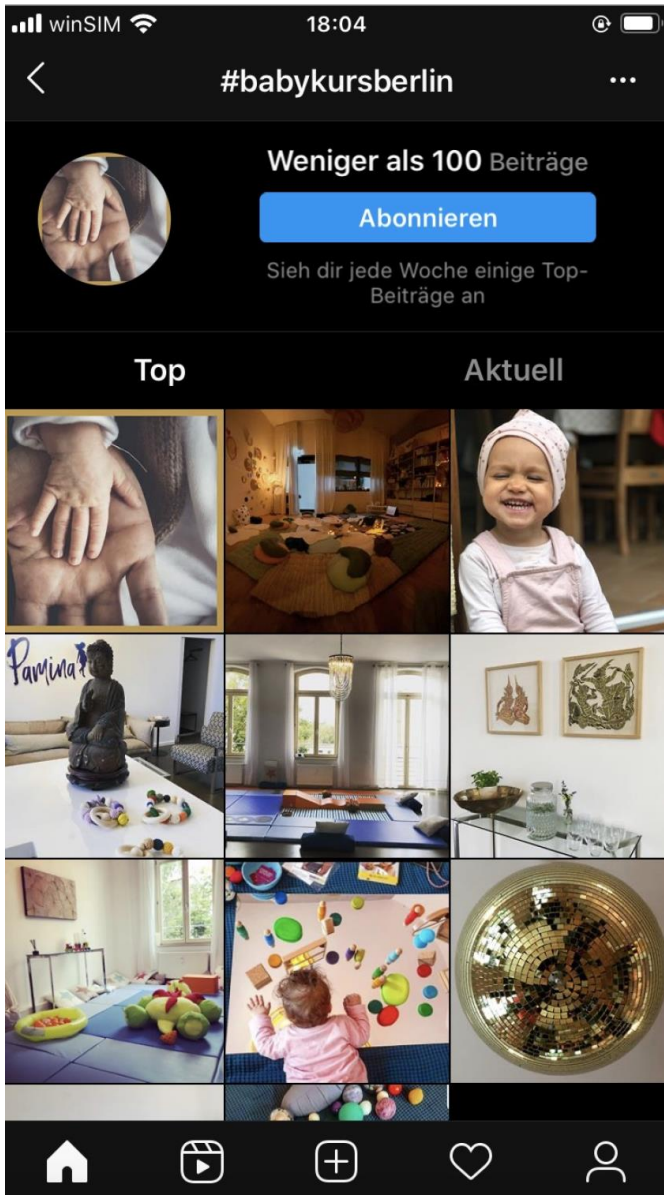 winSIM
18:04
#babykursberlin
Weniger als 100 Beiträge
Abonnieren
Sieh dir jede Woche einige Top-
Beiträge an
Top
Aktuell
Pamina